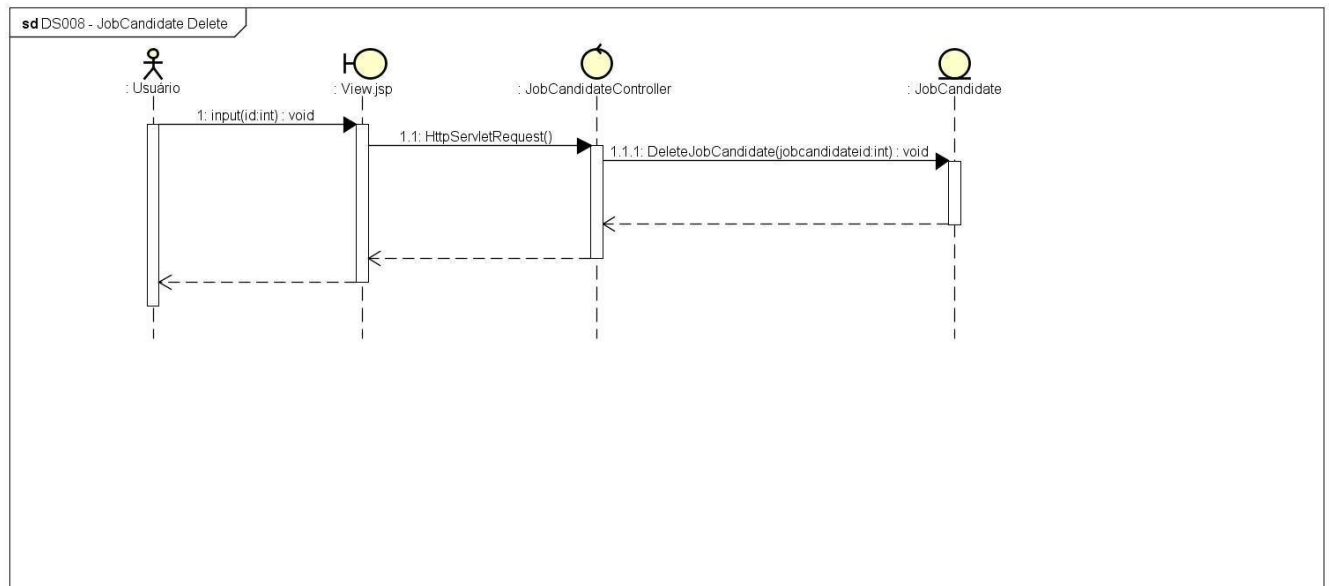 sd DS008 - JobCandidate Delete
: Usuário
: View.jsp
: JobCandidateController
: JobCandidate
1: input(id:int) : void
1.1: HttpServletRequest()
1.1.1: DeleteJobCandidate(jobcandidateid:int) : void